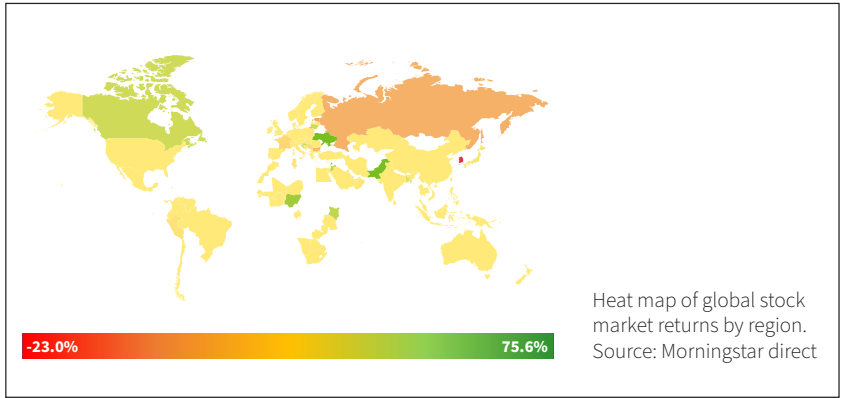 -23.0%
75.6%
Heat map of global stock
market returns by region.
Source: Morningstar direct